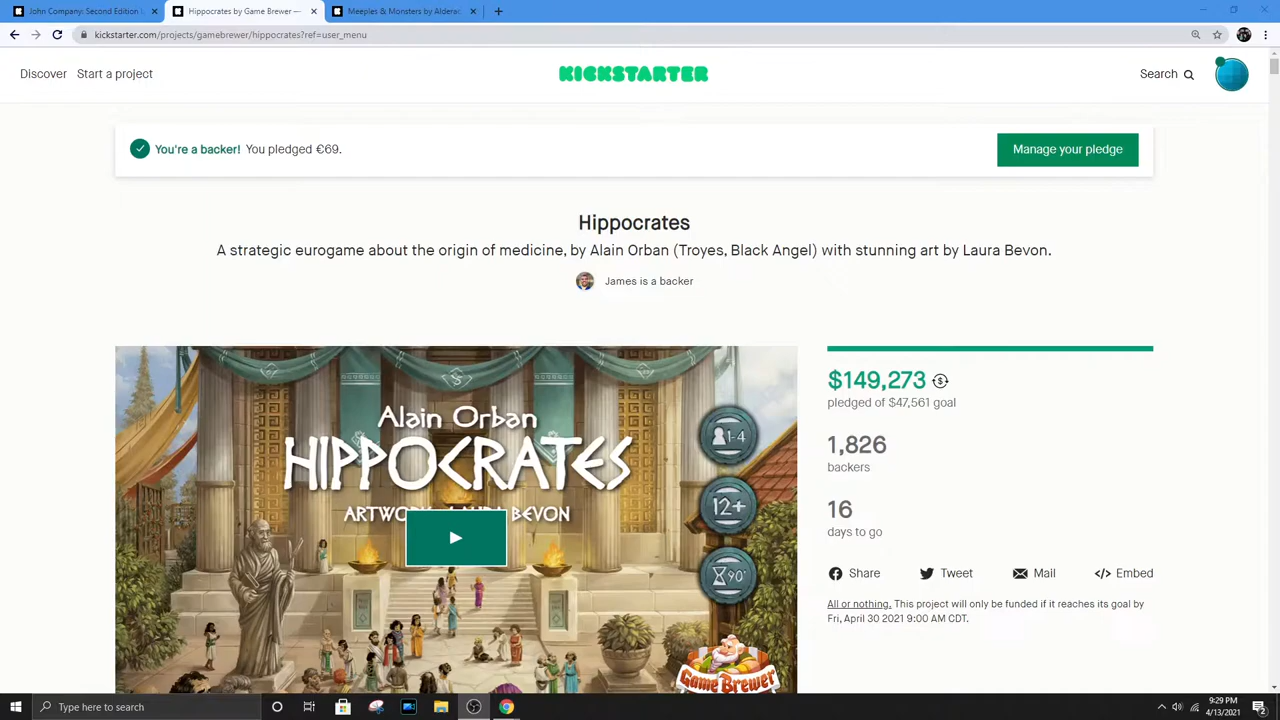 John Company: Second Edition
Hippocrates by Game Brewer —
Meeples & Monsters by Alderac
kickstarter.com/projects/gamebrewer/hippocrates?ref=user_menu
Discover
Start a project
KICKSTARTER
Search
You're a backer! You pledged €69.
Manage your pledge
Hippocrates
A strategic eurogame about the origin of medicine, by Alain Orban (Troyes, Black Angel) with stunning art by Laura Bevon.
James is a backer
Alain Orban
HIPPOCRATES
BEVON
1-4
12+
90'
Game Brewer
$149,273
pledged of $47,561 goal
1,826
backers
16
days to go
Share
Tweet
Mail
Embed
All or nothing. This project will only be funded if it reaches its goal by
Fri, April 30 2021 9:00 AM CDT.
Type here to search
9:29 PM
4/13/2021
2